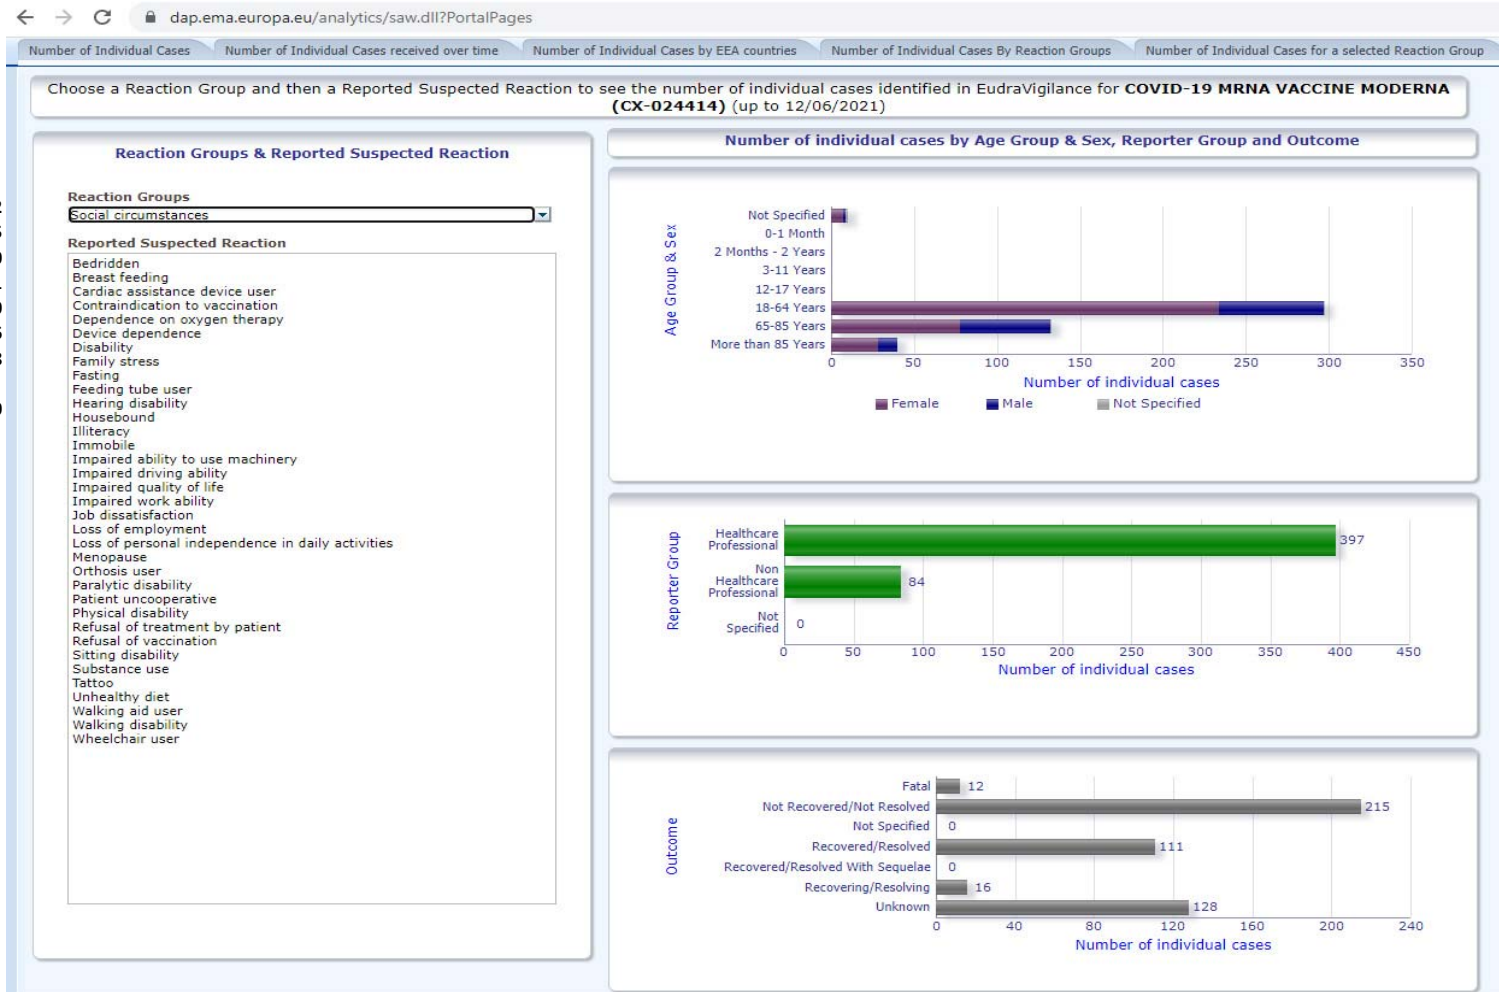 dap.ema.europa.eu/analytics/saw.dll?PortalPages
Number of Individual Cases
Number of Individual Cases received over time
Number of Individual Cases by EEA countries
Number of Individual Cases By Reaction Groups
Number of Individual Cases for a selected Reaction Group
Choose a Reaction Group and then a Reported Suspected Reaction to see the number of individual cases identified in EudraVigilance for COVID-19 MRNA VACCINE MODERNA
(CX-024414) (up to 12/06/2021)
Reaction Groups & Reported Suspected Reaction
Reaction Groups
Social circumstances
Reported Suspected Reaction
Bedridden
Breast feeding
Cardiac assistance device user
Contraindication to vaccination
Dependence on oxygen therapy
Device dependence
Disability
Family stress
Fasting
Feeding tube user
Hearing disability
Housebound
Illiteracy
Immobile
Impaired ability to use machinery
Impaired driving ability
Impaired quality of life
Impaired work ability
Job dissatisfaction
Loss of employment
Loss of personal independence in daily activities
Menopause
Orthosis user
Paralytic disability
Patient uncooperative
Physical disability
Refusal of treatment by patient
Refusal of vaccination
Sitting disability
Substance use
Tattoo
Unhealthy diet
Walking aid user
Walking disability
Wheelchair user
Number of individual cases by Age Group & Sex, Reporter Group and Outcome
Age Group & Sex
Not Specified
0-1 Month
2 Months - 2 Years
3-11 Years
12-17 Years
18-64 Years
65-85 Years
More than 85 Years
0 50 100 150 200 250 300 350
Number of individual cases
Female Male Not Specified
Reporter Group
Healthcare
Professional
397
Non
Healthcare
Professional
84
Not
Specified
0
0 50 100 150 200 250 300 350 400 450
Number of individual cases
Outcome
Fatal 12
Not Recovered/Not Resolved 215
Not Specified 0
Recovered/Resolved 111
Recovered/Resolved With Sequelae 0
Recovering/Resolving 16
Unknown 128
0 40 80 120 160 200 240
Number of individual cases